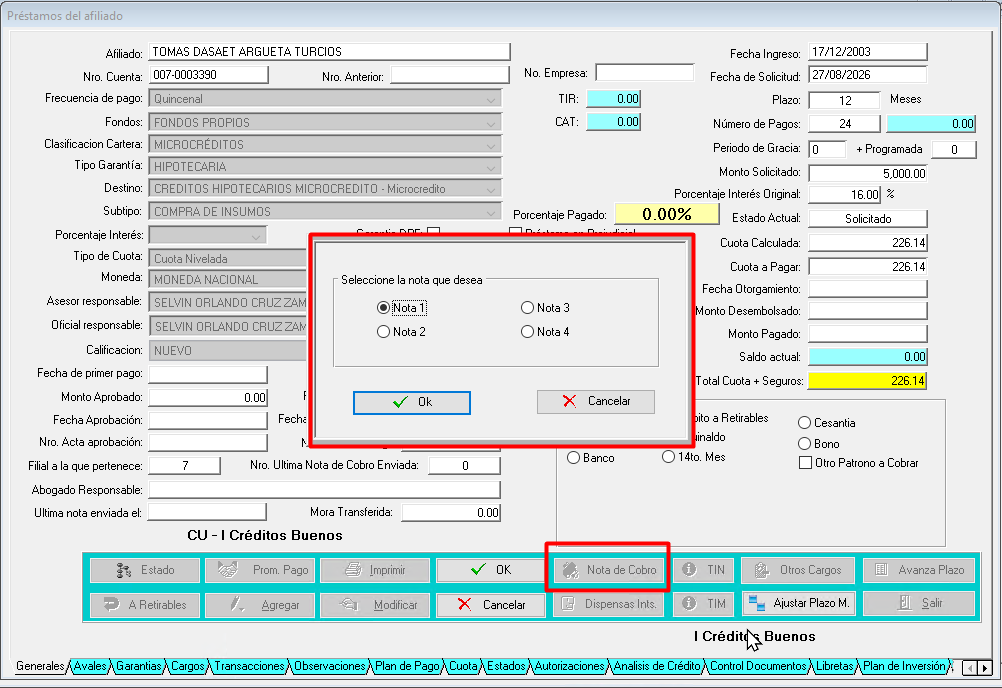 Préstamos del afiliado
Afiliado: TOMAS DASAET ARGUETA TURCIOS
Fecha Ingreso: 17/12/2003
Nro. Cuenta: 007-0003390 Nro. Anterior: No. Empresa: Fecha de Solicitud: 27/08/2026
Frecuencia de pago: Quincenal TIR: 0.00 Plazo: 12 Meses
Fondos: FONDOS PROPIOS CAT: 0.00 Número de Pagos: 24 0.00
Clasificacion Cartera: MICROCRÉDITOS Periodo de Gracia: 0 + Programada 0
Tipo Garantía: HIPOTECARIA Monto Solicitado: 5,000.00
Destino: CREDITOS HIPOTECARIOS MICROCREDITO - Microcredito Porcentaje Interés Original: 16.00 %
Subtipo: COMPRA DE INSUMOS Porcentaje Pagado: 0.00% Estado Actual: Solicitado
Porcentaje Interés: Cuota Calculada: 226.14
Tipo de Cuota: Cuota Nivelada Cuota a Pagar: 226.14
Moneda: MONEDA NACIONAL Fecha Otorgamiento:
Asesor responsable: SELVIN ORLANDO CRUZ ZAM Monto Desembolsado:
Oficial responsable: SELVIN ORLANDO CRUZ ZAM Monto Pagado:
Calificacion: NUEVO Saldo actual: 0.00
Fecha de primer pago: Total Cuota + Seguros: 226.14
Seleccione la nota que desea
Nota 1 Nota 3
Nota 2 Nota 4
Ok Cancelar
Monto Aprobado: 0.00
Fecha Aprobación: Fecha
Nro. Acta aprobación:
Filial a la que pertenece: 7 Nro. Ultima Nota de Cobro Enviada: 0
Abogado Responsable:
Ultima nota enviada el: Mora Transferida: 0.00
a Retirables Cesantia
Bono
Banco 14to. Mes Otro Patrono a Cobrar
CU - I Créditos Buenos
Estado Prom. Pago Imprimir OK Nota de Cobro TIN Otros Cargos Avanza Plazo
A Retirables Agregar Modificar Cancelar Dispensa Ints. TIM Ajustar Plazo M. Salir
I Créditos Buenos
Generales Avales Garantias Cargos Transacciones Observaciones Plan de Pago Cuota Estados Autorizaciones Analisis de Crédito Control Documentos Libretas Plan de Inversión